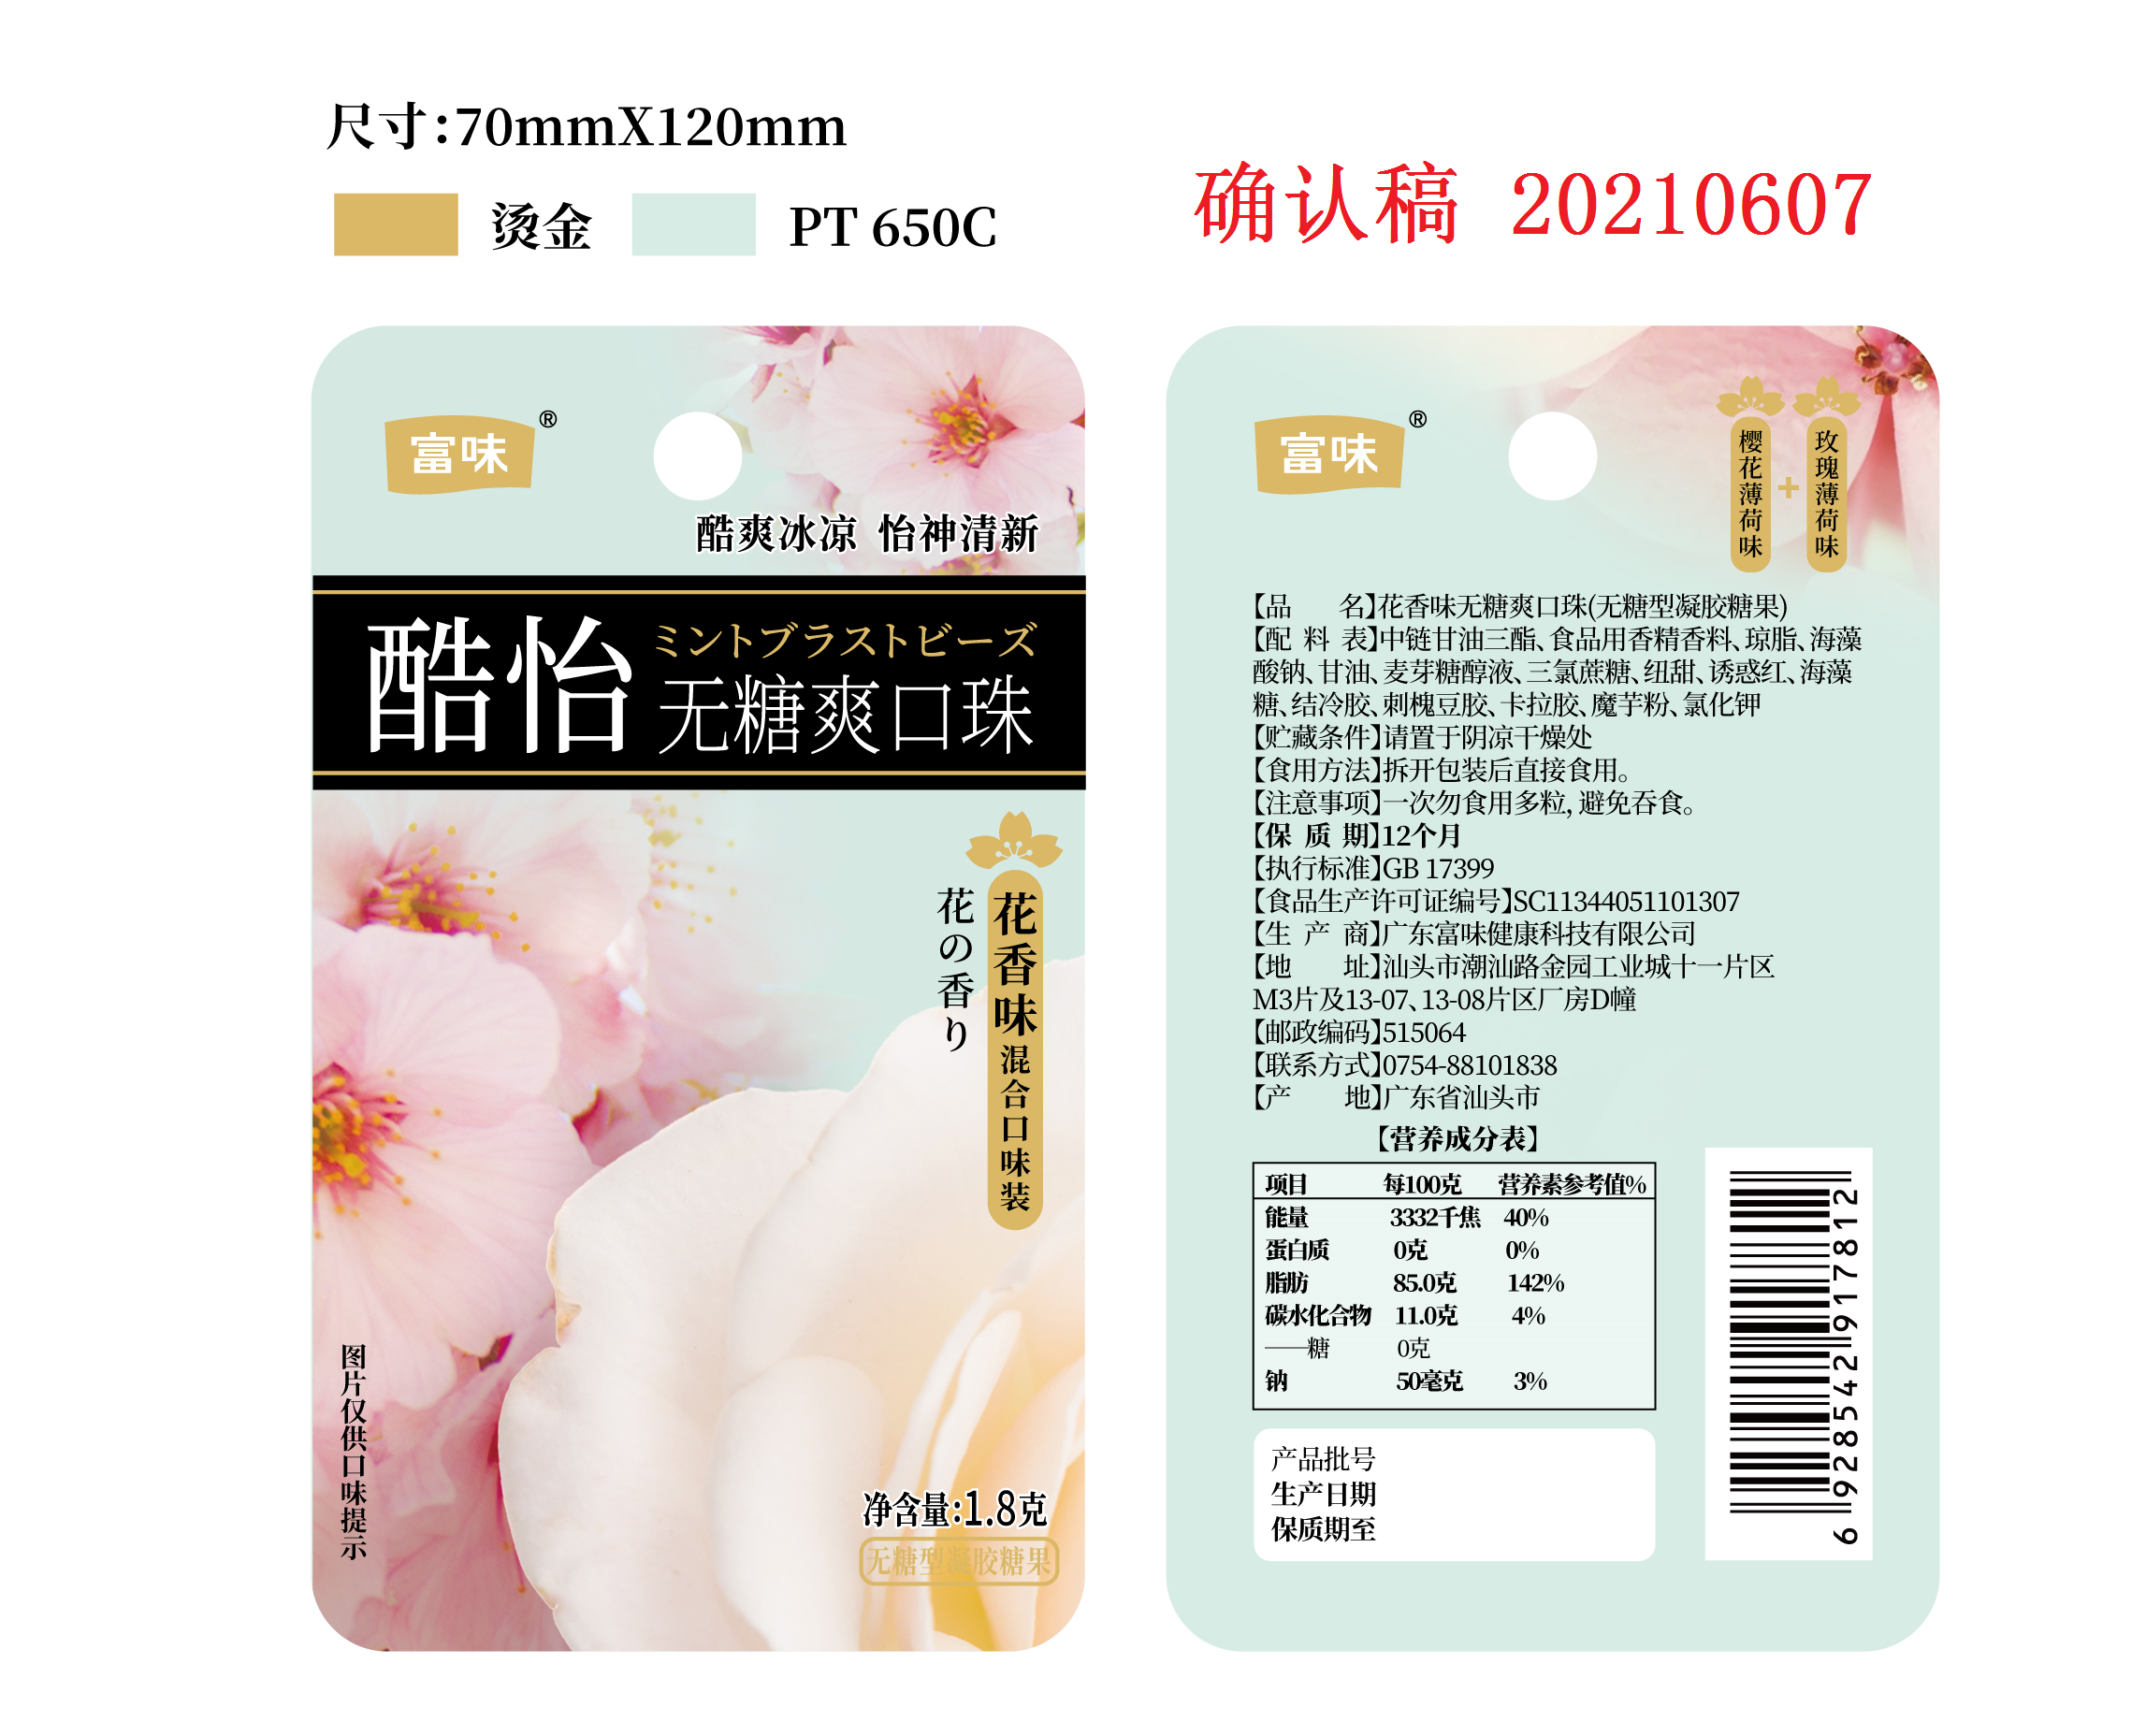 尺寸:70mmX120mm
烫金 PT 650C
确认稿 20210607
富味®
酷爽冰凉 怡神清新
酷怡
ミントブラストビーズ
无糖爽口珠
花の香り
花香味混合口味装
图片仅供口味提示
净含量:1.8克
无糖型凝胶糖果
富味®
樱花薄荷味
+
玫瑰薄荷味
【品 名】花香味无糖爽口珠(无糖型凝胶糖果)
【配 料 表】中链甘油三酯、食品用香精香料、琼脂、海藻
酸钠、甘油、麦芽糖醇液、三氯蔗糖、纽甜、诱惑红、海藻
糖、结冷胶、刺槐豆胶、卡拉胶、魔芋粉、氯化钾
【贮藏条件】请置于阴凉干燥处
【食用方法】拆开包装后直接食用。
【注意事项】一次勿食用多粒,避免吞食。
【保 质 期】12个月
【执行标准】GB 17399
【食品生产许可证编号】SC11344051101307
【生 产 商】广东富味健康科技有限公司
【地 址】汕头市潮汕路金园工业城十一片区
M3片及13-07、13-08片区厂房D幢
【邮政编码】515064
【联系方式】0754-88101838
【产 地】广东省汕头市
【营养成分表】
项目 每100克 营养素参考值%
能量 3332千焦 40%
蛋白质 0克 0%
脂肪 85.0克 142%
碳水化合物 11.0克 4%
——糖 0克
钠 50毫克 3%
产品批号
生产日期
保质期至
6 928542 917812